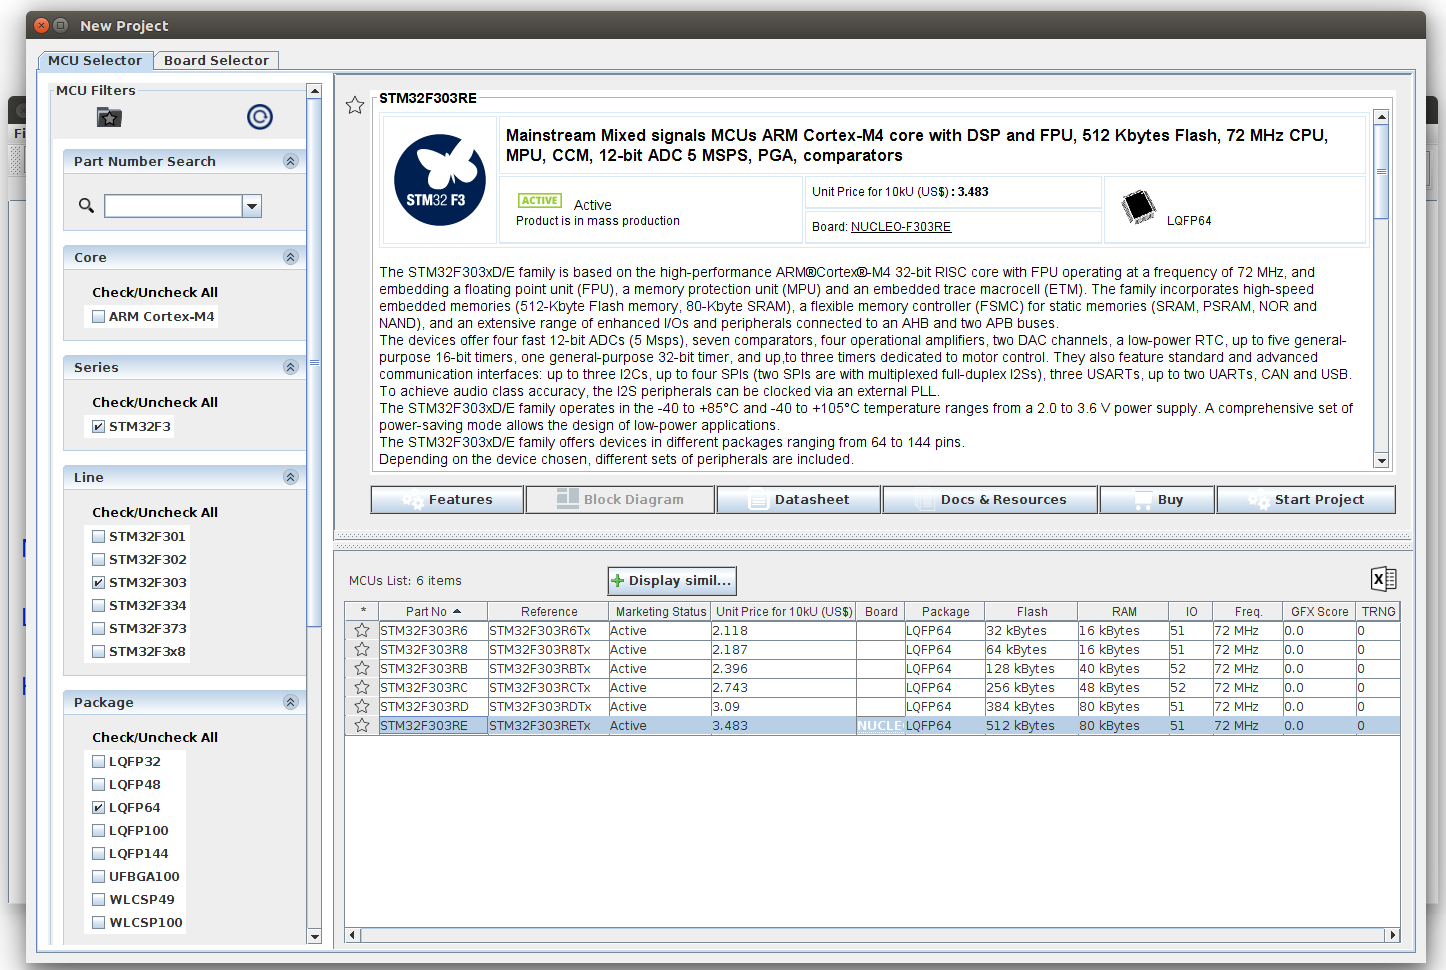 New Project
MCU Selector
Board Selector
Fi
MCU Filters
Part Number Search
Core
Check/Uncheck All
ARM Cortex-M4
Series
Check/Uncheck All
STM32F3
Line
Check/Uncheck All
STM32F301
STM32F302
STM32F303
STM32F334
STM32F373
STM32F3x8
Package
Check/Uncheck All
LQFP32
LQFP48
LQFP64
LQFP100
LQFP144
UFBGA100
WLCSP49
WLCSP100
STM32F303RE
STM32 F3
Mainstream Mixed signals MCUs ARM Cortex-M4 core with DSP and FPU, 512 Kbytes Flash, 72 MHz CPU,
MPU, CCM, 12-bit ADC 5 MSPS, PGA, comparators
ACTIVE Active
Product is in mass production
Unit Price for 10kU (US$) : 3.483
Board: NUCLEO-F303RE
LQFP64
The STM32F303xD/E family is based on the high-performance ARM®Cortex®-M4 32-bit RISC core with FPU operating at a frequency of 72 MHz, and
embedding a floating point unit (FPU), a memory protection unit (MPU) and an embedded trace macrocell (ETM). The family incorporates high-speed
embedded memories (512-Kbyte Flash memory, 80-Kbyte SRAM), a flexible memory controller (FSMC) for static memories (SRAM, PSRAM, NOR and
NAND), and an extensive range of enhanced I/Os and peripherals connected to an AHB and two APB buses.
The devices offer four fast 12-bit ADCs (5 Msps), seven comparators, four operational amplifiers, two DAC channels, a low-power RTC, up to five general-
purpose 16-bit timers, one general-purpose 32-bit timer, and up,to three timers dedicated to motor control. They also feature standard and advanced
communication interfaces: up to three I2Cs, up to four SPIs (two SPIs are with multiplexed full-duplex I2Ss), three USARTs, up to two UARTs, CAN and USB.
To achieve audio class accuracy, the I2S peripherals can be clocked via an external PLL.
The STM32F303xD/E family operates in the -40 to +85°C and -40 to +105°C temperature ranges from a 2.0 to 3.6 V power supply. A comprehensive set of
power-saving mode allows the design of low-power applications.
The STM32F303xD/E family offers devices in different packages ranging from 64 to 144 pins.
Depending on the device chosen, different sets of peripherals are included.
Features
Block Diagram
Datasheet
Docs & Resources
Buy
Start Project
MCUs List: 6 items
Display simil...
X
* Part No Reference Marketing Status Unit Price for 10kU (US$) Board Package Flash RAM IO Freq. GFX Score TRNG
STM32F303R6 STM32F303R6Tx Active 2.118 LQFP64 32 kBytes 16 kBytes 51 72 MHz 0.0 0
STM32F303R8 STM32F303R8Tx Active 2.187 LQFP64 64 kBytes 16 kBytes 51 72 MHz 0.0 0
STM32F303RB STM32F303RBTx Active 2.396 LQFP64 128 kBytes 40 kBytes 52 72 MHz 0.0 0
STM32F303RC STM32F303RCTx Active 2.743 LQFP64 256 kBytes 48 kBytes 52 72 MHz 0.0 0
STM32F303RD STM32F303RDTx Active 3.09 LQFP64 384 kBytes 80 kBytes 51 72 MHz 0.0 0
STM32F303RE STM32F303RETx Active 3.483 NUCLE LQFP64 512 kBytes 80 kBytes 51 72 MHz 0.0 0